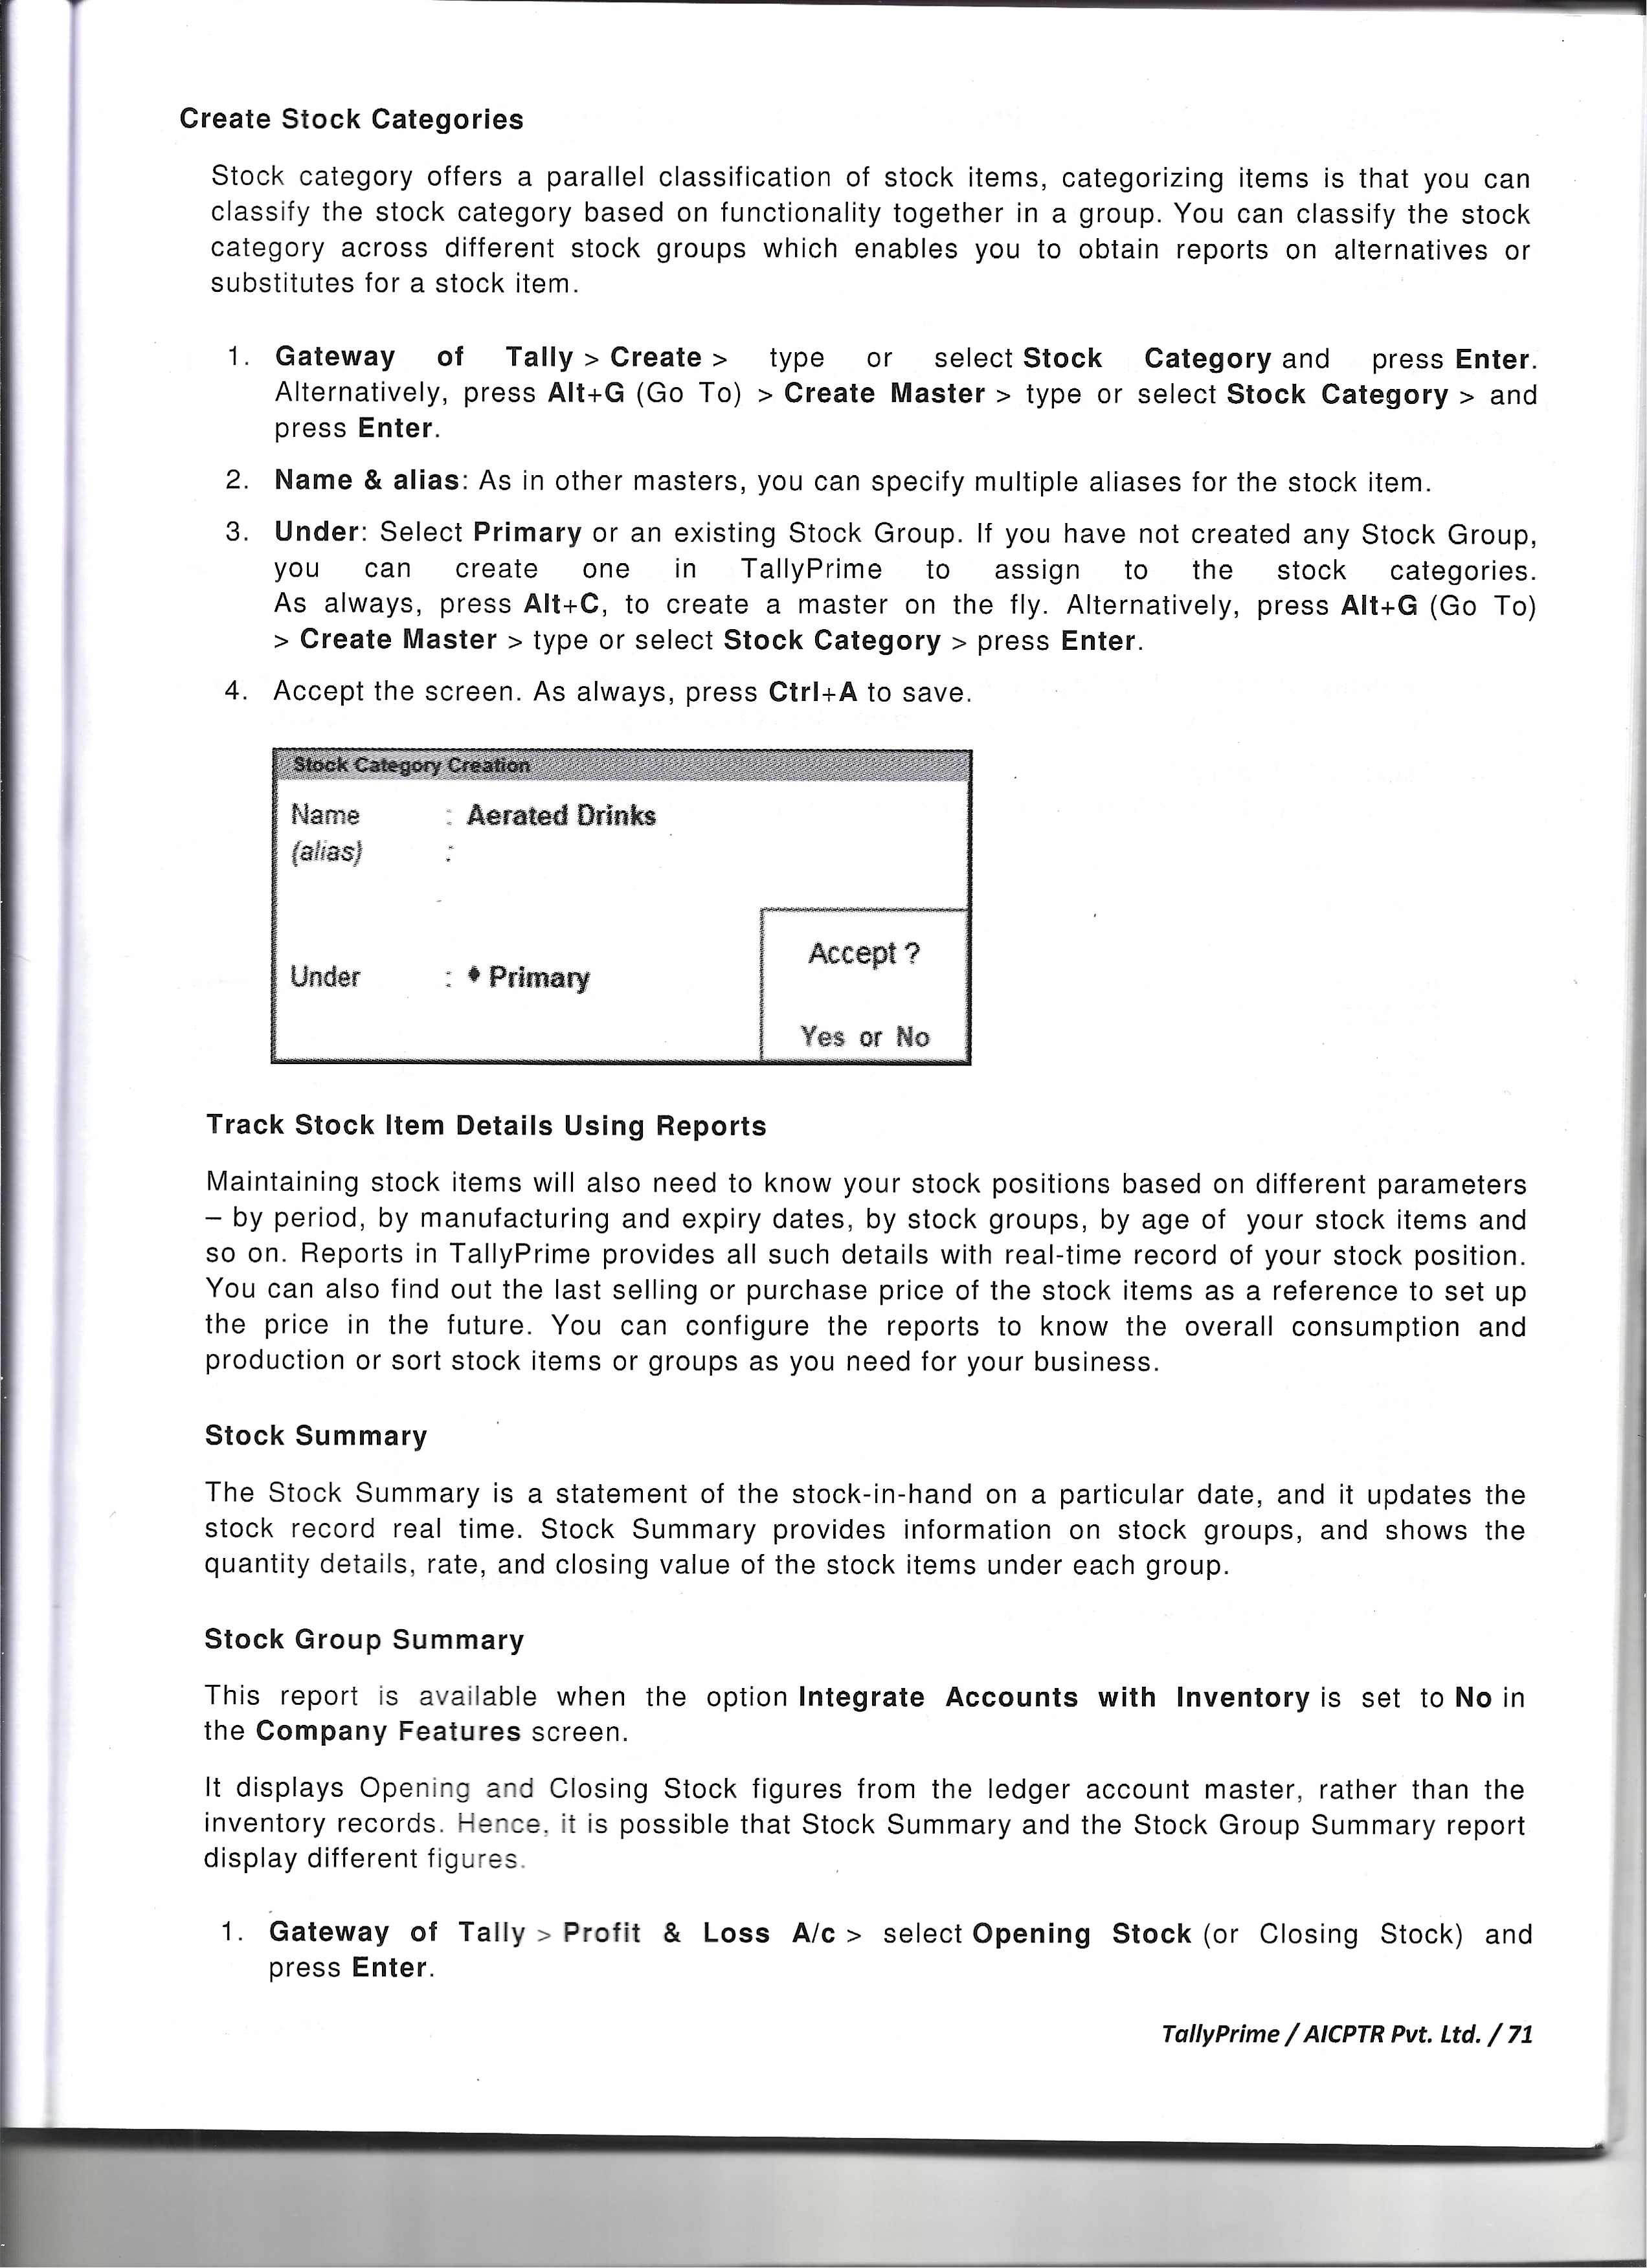 Create Stock Categories
Stock category offers a parallel classification of stock items, categorizing items is that you can
classify the stock category based on functionality together in a group. You can classify the stock
category across different stock groups which enables you to obtain reports on alternatives or
substitutes for a stock item.
1. Gateway of Tally > Create > type or select Stock Category and press Enter.
Alternatively, press Alt+G (Go To) > Create Master > type or select Stock Category > and
press Enter.
2. Name & alias: As in other masters, you can specify multiple aliases for the stock item.
3. Under: Select Primary or an existing Stock Group. If you have not created any Stock Group,
you can create one in TallyPrime to assign to the stock categories.
As always, press Alt+C, to create a master on the fly. Alternatively, press Alt+G (Go To)
> Create Master > type or select Stock Category > press Enter.
4. Accept the screen. As always, press Ctrl+A to save.
Stock Category Creation
Name : Aerated Drinks
(alias) :
Accept ?
Under : ♦ Primary
Yes or No
Track Stock Item Details Using Reports
Maintaining stock items will also need to know your stock positions based on different parameters
– by period, by manufacturing and expiry dates, by stock groups, by age of your stock items and
so on. Reports in TallyPrime provides all such details with real-time record of your stock position.
You can also find out the last selling or purchase price of the stock items as a reference to set up
the price in the future. You can configure the reports to know the overall consumption and
production or sort stock items or groups as you need for your business.
Stock Summary
The Stock Summary is a statement of the stock-in-hand on a particular date, and it updates the
stock record real time. Stock Summary provides information on stock groups, and shows the
quantity details, rate, and closing value of the stock items under each group.
Stock Group Summary
This report is available when the option Integrate Accounts with Inventory is set to No in
the Company Features screen.
It displays Opening and Closing Stock figures from the ledger account master, rather than the
inventory records. Hence, it is possible that Stock Summary and the Stock Group Summary report
display different figures.
1. Gateway of Tally > Profit & Loss A/c > select Opening Stock (or Closing Stock) and
press Enter.
TallyPrime / AICPTR Pvt. Ltd. / 71